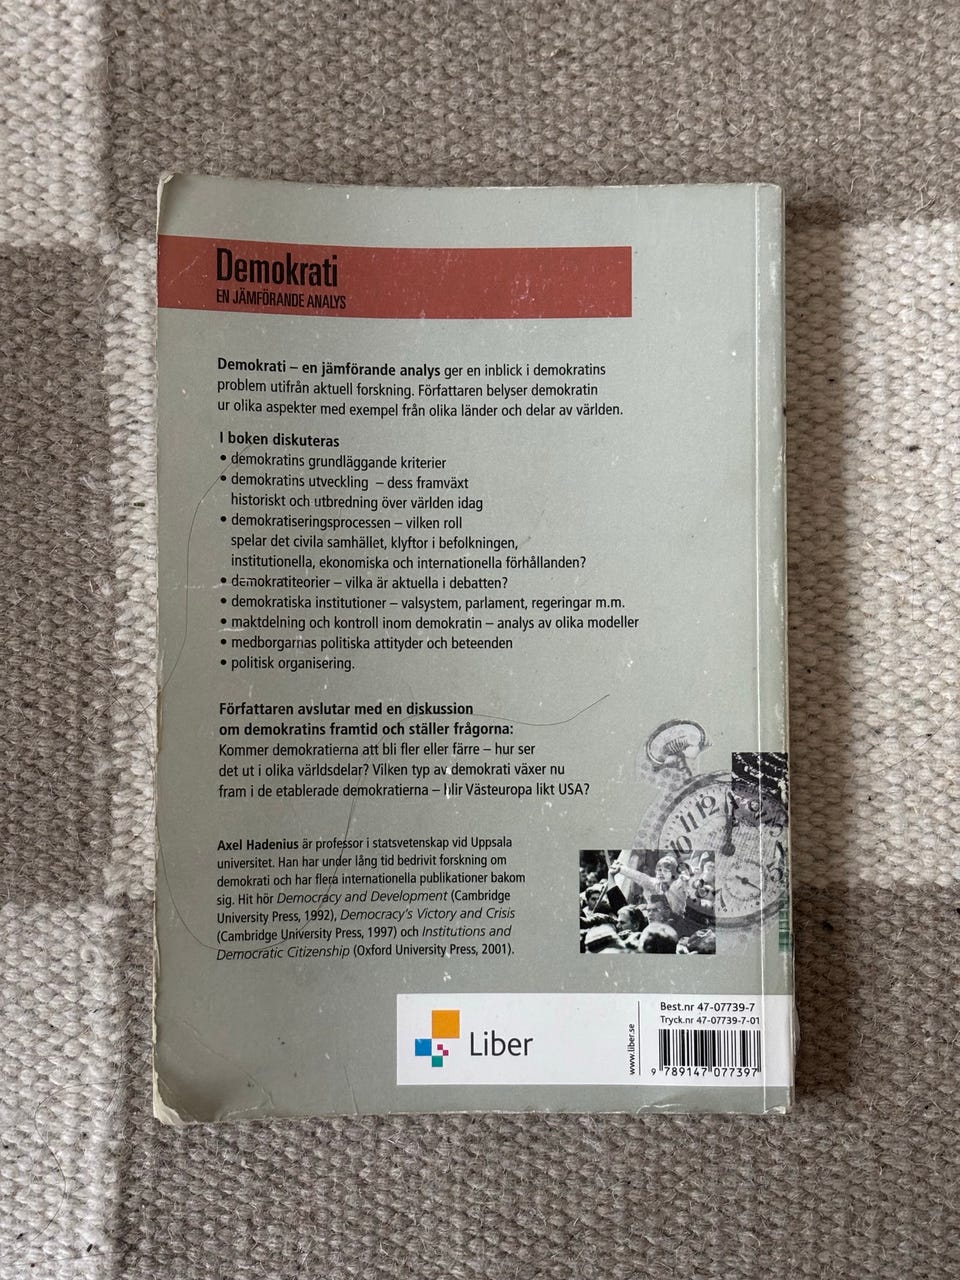 Demokrati
EN JÄMFÖRANDE ANALYS
Demokrati – en jämförande analys ger en inblick i demokratins
problem utifrån aktuell forskning. Författaren belyser demokratin
ur olika aspekter med exempel från olika länder och delar av världen.
I boken diskuteras
• demokratins grundläggande kriterier
• demokratins utveckling – dess framväxt
historiskt och utbredning över världen idag
• demokratiseringsprocessen – vilken roll
spelar det civila samhället, klyftor i befolkningen,
institutionella, ekonomiska och internationella förhållanden?
• demokratiteorier – vilka är aktuella i debatten?
• demokratiska institutioner – valsystem, parlament, regeringar m.m.
• maktdelning och kontroll inom demokratin – analys av olika modeller
• medborgarnas politiska attityder och beteenden
• politisk organisering.
Författaren avslutar med en diskussion
om demokratins framtid och ställer frågorna:
Kommer demokratierna att bli fler eller färre – hur ser
det ut i olika världsdelar? Vilken typ av demokrati växer nu
fram i de etablerade demokratierna – blir Västeuropa likt USA?
Axel Hadenius är professor i statsvetenskap vid Uppsala
universitet. Han har under lång tid bedrivit forskning om
demokrati och har flera internationella publikationer bakom
sig. Hit hör Democracy and Development (Cambridge
University Press, 1992), Democracy's Victory and Crisis
(Cambridge University Press, 1997) och Institutions and
Democratic Citizenship (Oxford University Press, 2001).
10 11 12
Liber
www.liber.se
Best.nr 47-07739-7
Tryck.nr 47-07739-7-01
9 789147 077397